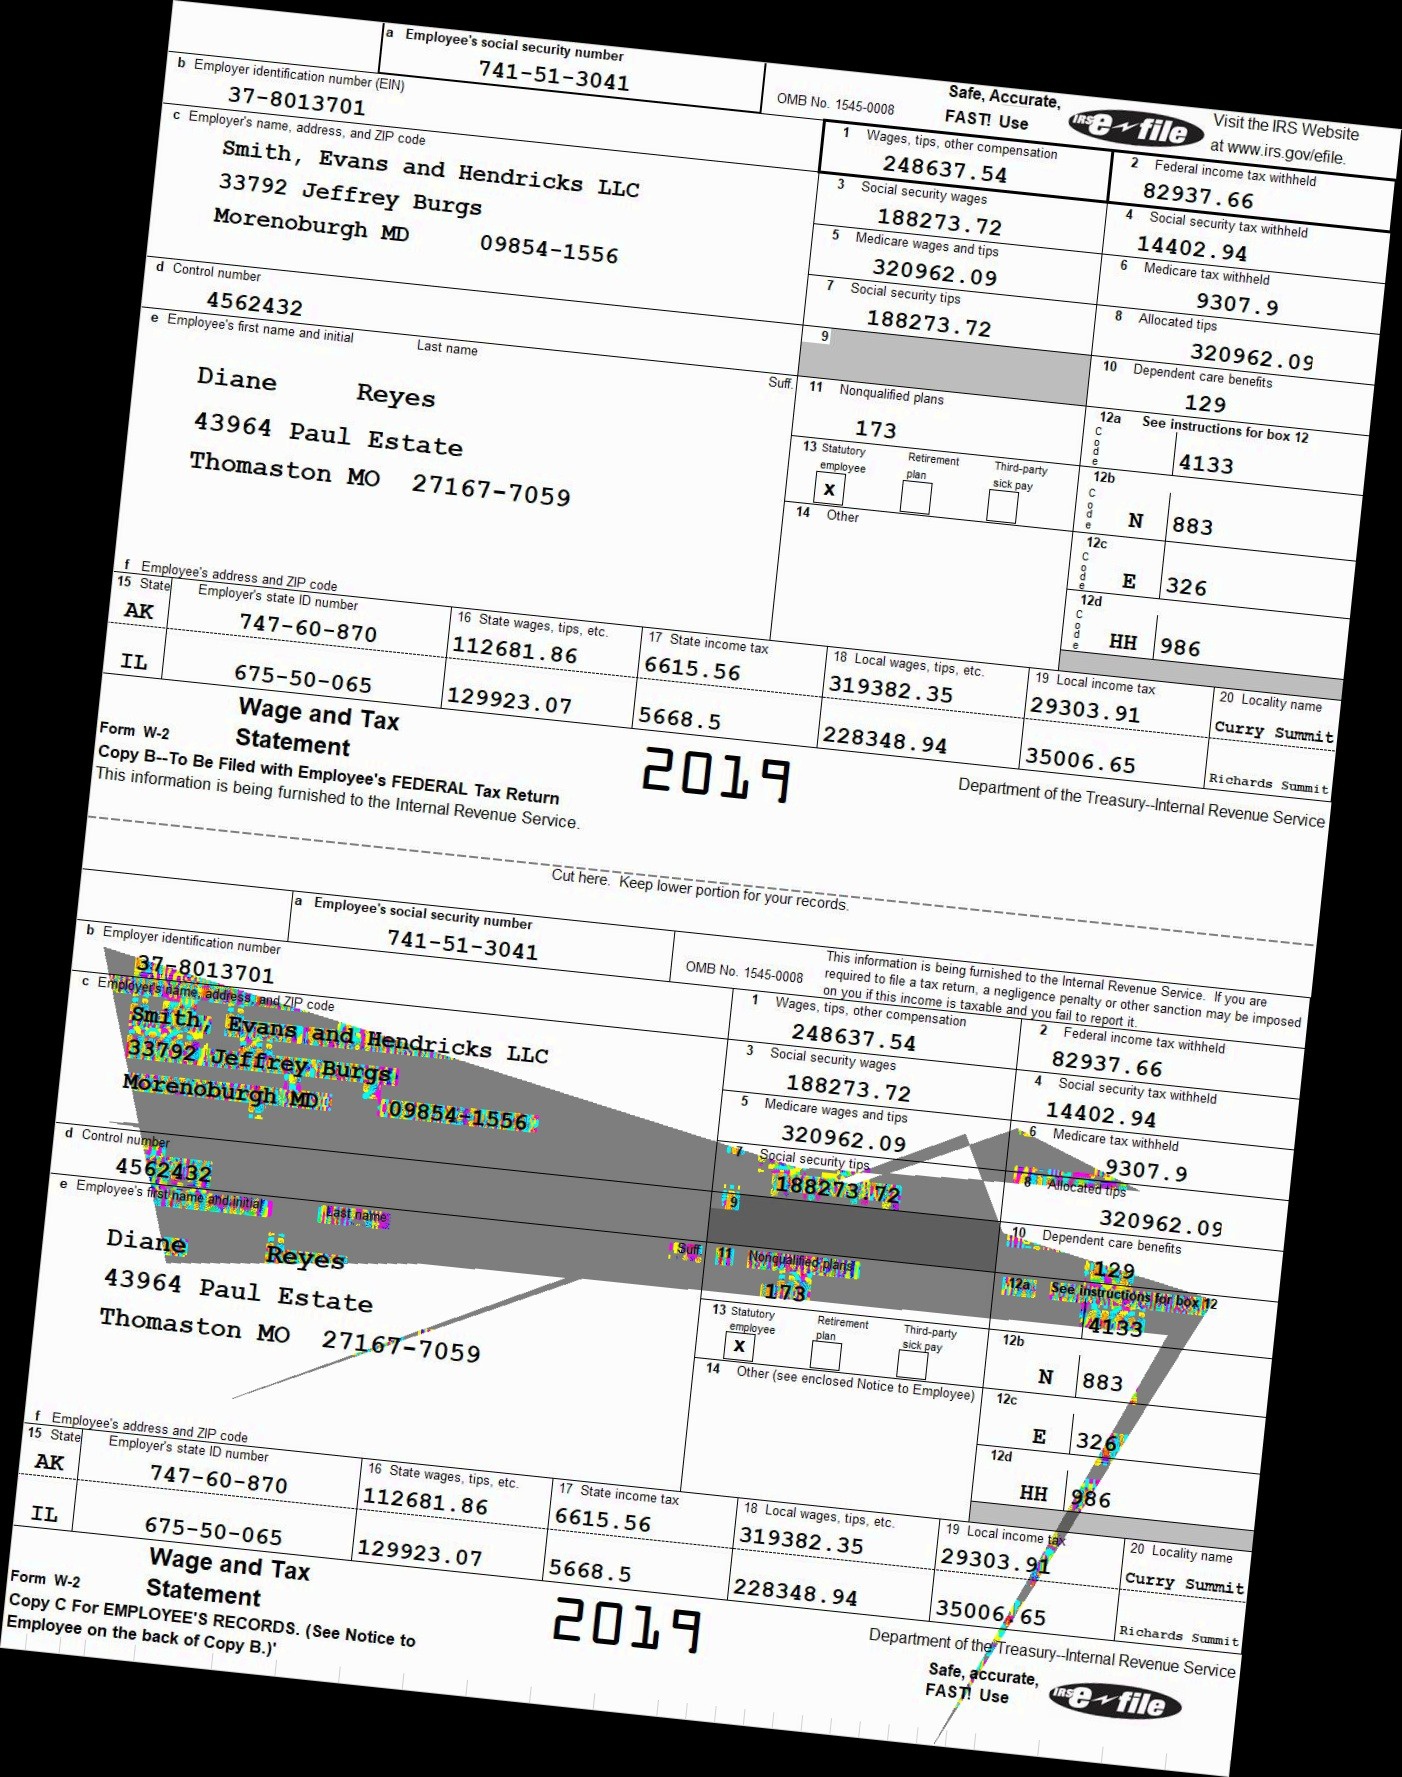 a Employee's social security number
741-51-3041
OMB No. 1545-0008
Safe, Accurate,
FAST! Use
IRS e-file
Visit the IRS Website
at www.irs.gov/efile.
b Employer identification number (EIN)
37-8013701
c Employer's name, address, and ZIP code
Smith, Evans and Hendricks LLC
33792 Jeffrey Burgs
Morenoburgh MD 09854-1556
1 Wages, tips, other compensation
248637.54
2 Federal income tax withheld
82937.66
3 Social security wages
188273.72
4 Social security tax withheld
14402.94
5 Medicare wages and tips
320962.09
6 Medicare tax withheld
9307.9
d Control number
4562432
7 Social security tips
188273.72
8 Allocated tips
320962.09
e Employee's first name and initial Last name Suff.
Diane Reyes
43964 Paul Estate
Thomaston MO 27167-7059
9
10 Dependent care benefits
129
11 Nonqualified plans
173
12a See instructions for box 12
Code 4133
13 Statutory employee Retirement plan Third-party sick pay
x
12b
Code N 883
14 Other
12c
Code E 326
12d
Code HH 986
f Employee's address and ZIP code
15 State Employer's state ID number 16 State wages, tips, etc. 17 State income tax 18 Local wages, tips, etc. 19 Local income tax 20 Locality name
AK 747-60-870 112681.86 6615.56 319382.35 29303.91 Curry Summit
IL 675-50-065 129923.07 5668.5 228348.94 35006.65 Richards Summit
Form W-2 Wage and Tax Statement
2019
Department of the Treasury--Internal Revenue Service
Copy B--To Be Filed with Employee's FEDERAL Tax Return
This information is being furnished to the Internal Revenue Service.
Cut here. Keep lower portion for your records.
a Employee's social security number
741-51-3041
OMB No. 1545-0008
This information is being furnished to the Internal Revenue Service. If you are
required to file a tax return, a negligence penalty or other sanction may be imposed
on you if this income is taxable and you fail to report it.
b Employer identification number
37-8013701
c Employer's name, address, and ZIP code
Smith, Evans and Hendricks LLC
33792 Jeffrey Burgs
Morenoburgh MD 09854-1556
1 Wages, tips, other compensation
248637.54
2 Federal income tax withheld
82937.66
3 Social security wages
188273.72
4 Social security tax withheld
14402.94
5 Medicare wages and tips
320962.09
6 Medicare tax withheld
9307.9
d Control number
4562432
7 Social security tips
188273.72
8 Allocated tips
320962.09
e Employee's first name and initial Last name Suff.
Diane Reyes
43964 Paul Estate
Thomaston MO 27167-7059
9
10 Dependent care benefits
129
11 Nonqualified plans
173
12a See instructions for box 12
4133
13 Statutory employee Retirement plan Third-party sick pay
x
12b
N 883
14 Other (see enclosed Notice to Employee)
12c
E 326
12d
HH 986
f Employee's address and ZIP code
15 State Employer's state ID number 16 State wages, tips, etc. 17 State income tax 18 Local wages, tips, etc. 19 Local income tax 20 Locality name
AK 747-60-870 112681.86 6615.56 319382.35 29303.91 Curry Summit
IL 675-50-065 129923.07 5668.5 228348.94 35006.65 Richards Summit
Form W-2 Wage and Tax Statement
2019
Department of the Treasury--Internal Revenue Service
Copy C For EMPLOYEE'S RECORDS. (See Notice to
Employee on the back of Copy B.)'
Safe, accurate,
FAST! Use
IRS e-file